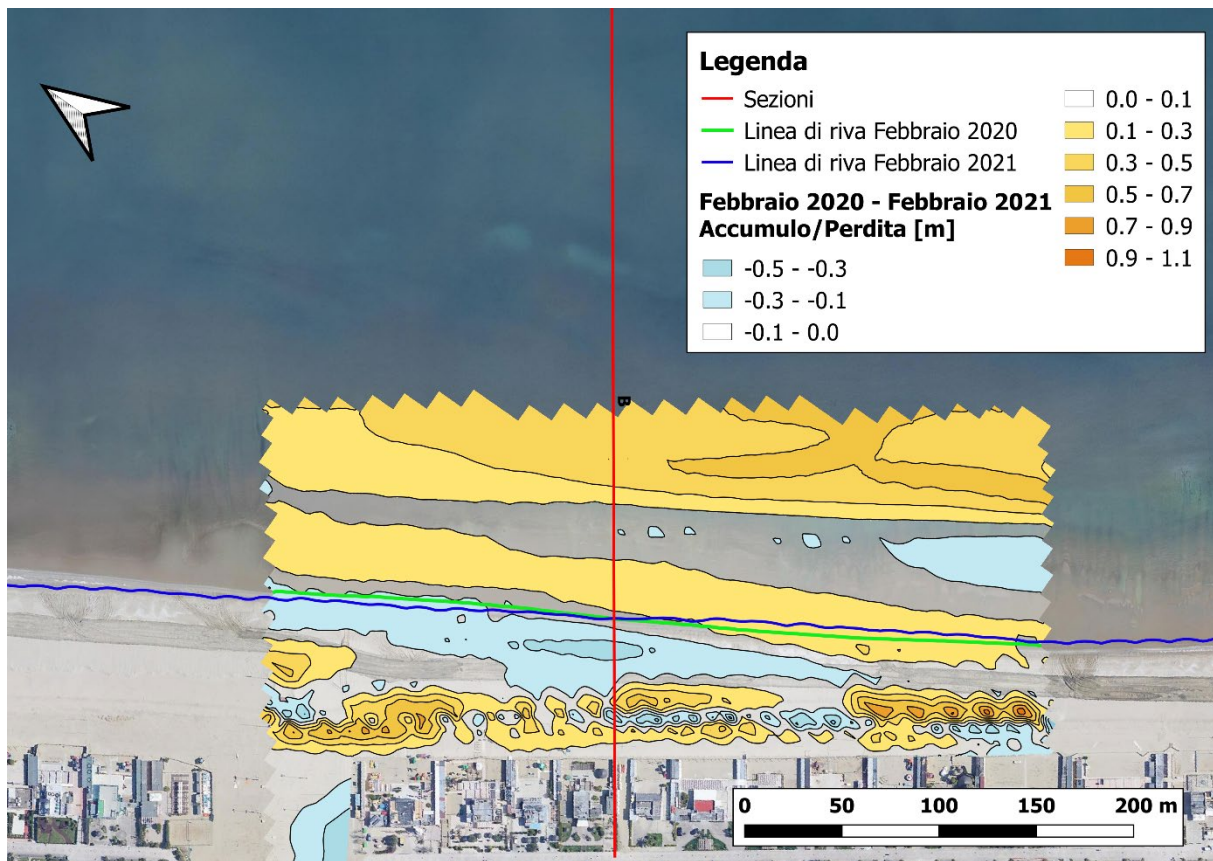 Legenda
Sezioni
Linea di riva Febbraio 2020
Linea di riva Febbraio 2021
Febbraio 2020 - Febbraio 2021
Accumulo/Perdita [m]
-0.5 - -0.3
-0.3 - -0.1
-0.1 - 0.0
0.0 - 0.1
0.1 - 0.3
0.3 - 0.5
0.5 - 0.7
0.7 - 0.9
0.9 - 1.1
B
0 50 100 150 200 m